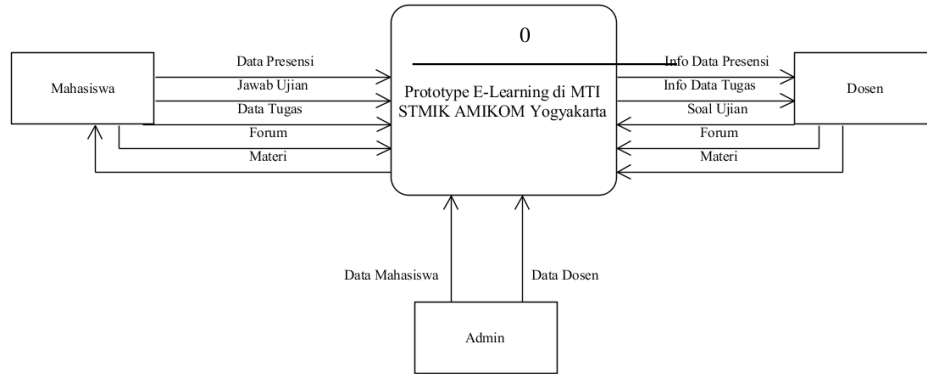 0
Prototype E-Learning di MTI
STMIK AMIKOM Yogyakarta
Mahasiswa
Data Presensi
Jawab Ujian
Data Tugas
Forum
Materi
Info Data Presensi
Info Data Tugas
Soal Ujian
Forum
Materi
Dosen
Data Mahasiswa
Data Dosen
Admin